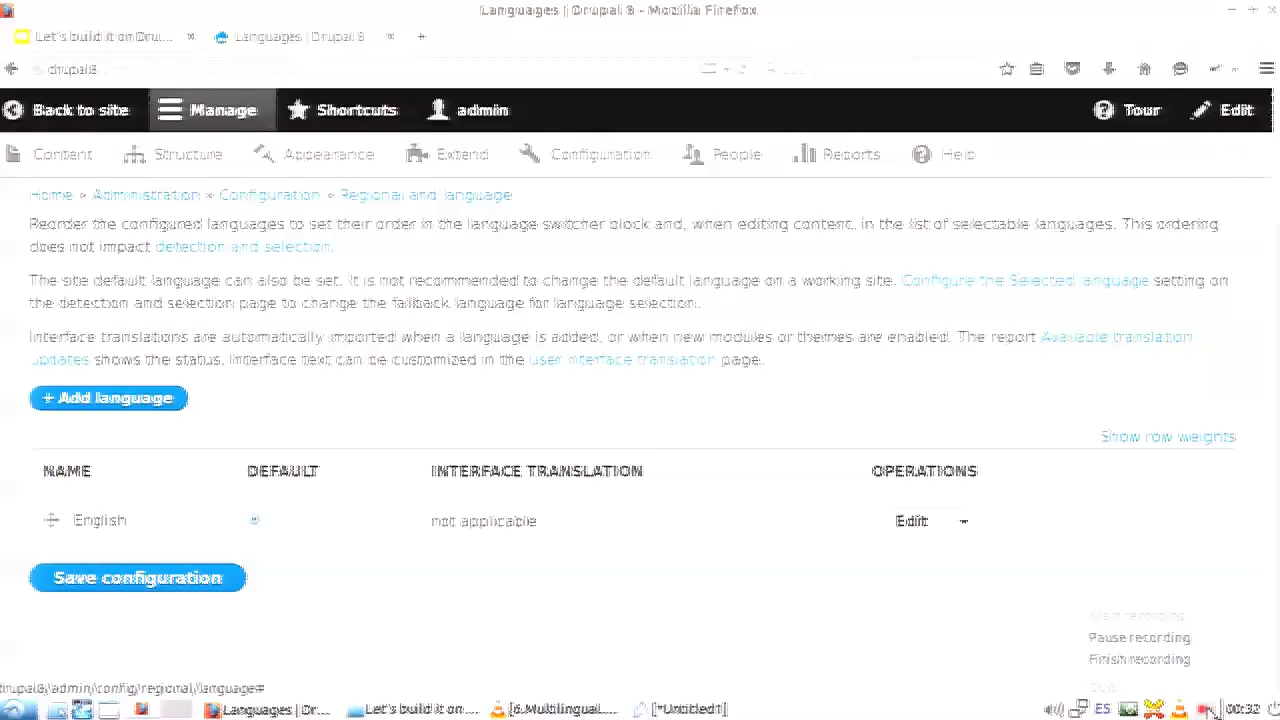 Languages | Drupal 8 - Mozilla Firefox
Let's build it on Dru...
Languages | Drupal 8
drupal8
Back to site
Manage
Shortcuts
admin
Tour
Edit
Content
Structure
Appearance
Extend
Configuration
People
Reports
Help
Home » Administration » Configuration » Regional and language
Reorder the configured languages to set their order in the language switcher block and, when editing content, in the list of selectable languages. This ordering
does not impact detection and selection.
The site default language can also be set. It is not recommended to change the default language on a working site. Configure the Selected language setting on
the detection and selection page to change the fallback language for language selection.
Interface translations are automatically imported when a language is added, or when new modules or themes are enabled. The report Available translation
updates shows the status. Interface text can be customized in the user interface translation page.
+ Add language
Show row weights
NAME DEFAULT INTERFACE TRANSLATION OPERATIONS
English not applicable Edit
Save configuration
Start recording
Pause recording
Finish recording
Quit
drupal8/admin/config/regional/language#
Languages | Dr...
Let's build it on ...
[6.Multilingual...
[*Untitled1]
ES
00:32